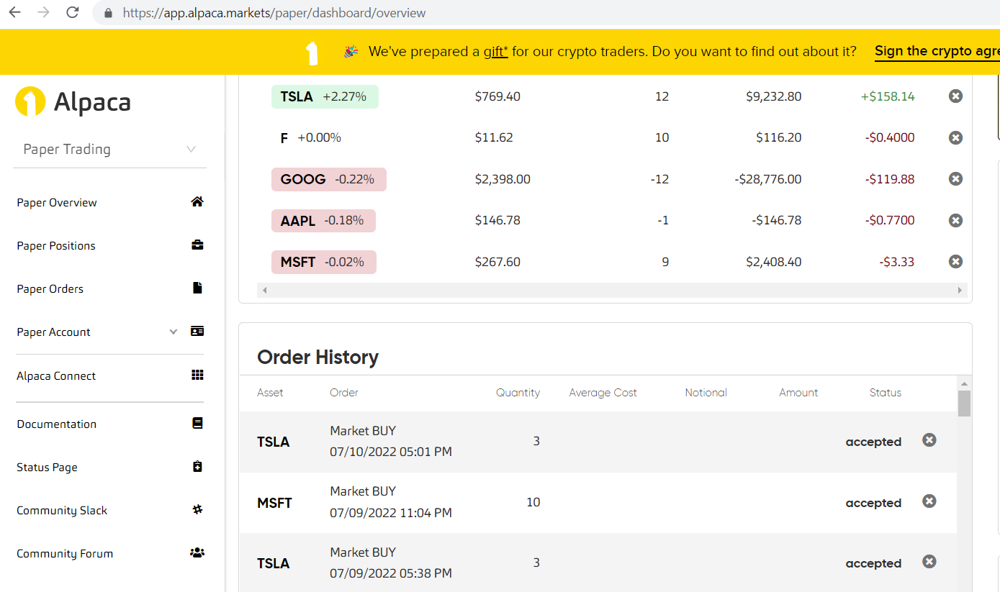 https://app.alpaca.markets/paper/dashboard/overview
We've prepared a gift* for our crypto traders. Do you want to find out about it? Sign the crypto
Alpaca
Paper Trading
Paper Overview
Paper Positions
Paper Orders
Paper Account
Alpaca Connect
Documentation
Status Page
Community Slack
Community Forum
TSLA +2.27% $769.40 12 $9,232.80 +$158.14
F +0.00% $11.62 10 $116.20 -$0.4000
GOOG -0.22% $2,398.00 -12 -$28,776.00 -$119.88
AAPL -0.18% $146.78 -1 -$146.78 -$0.7700
MSFT -0.02% $267.60 9 $2,408.40 -$3.33
Order History
Asset Order Quantity Average Cost Notional Amount Status
TSLA Market BUY 3 accepted
07/10/2022 05:01 PM
MSFT Market BUY 10 accepted
07/09/2022 11:04 PM
TSLA Market BUY 3 accepted
07/09/2022 05:38 PM